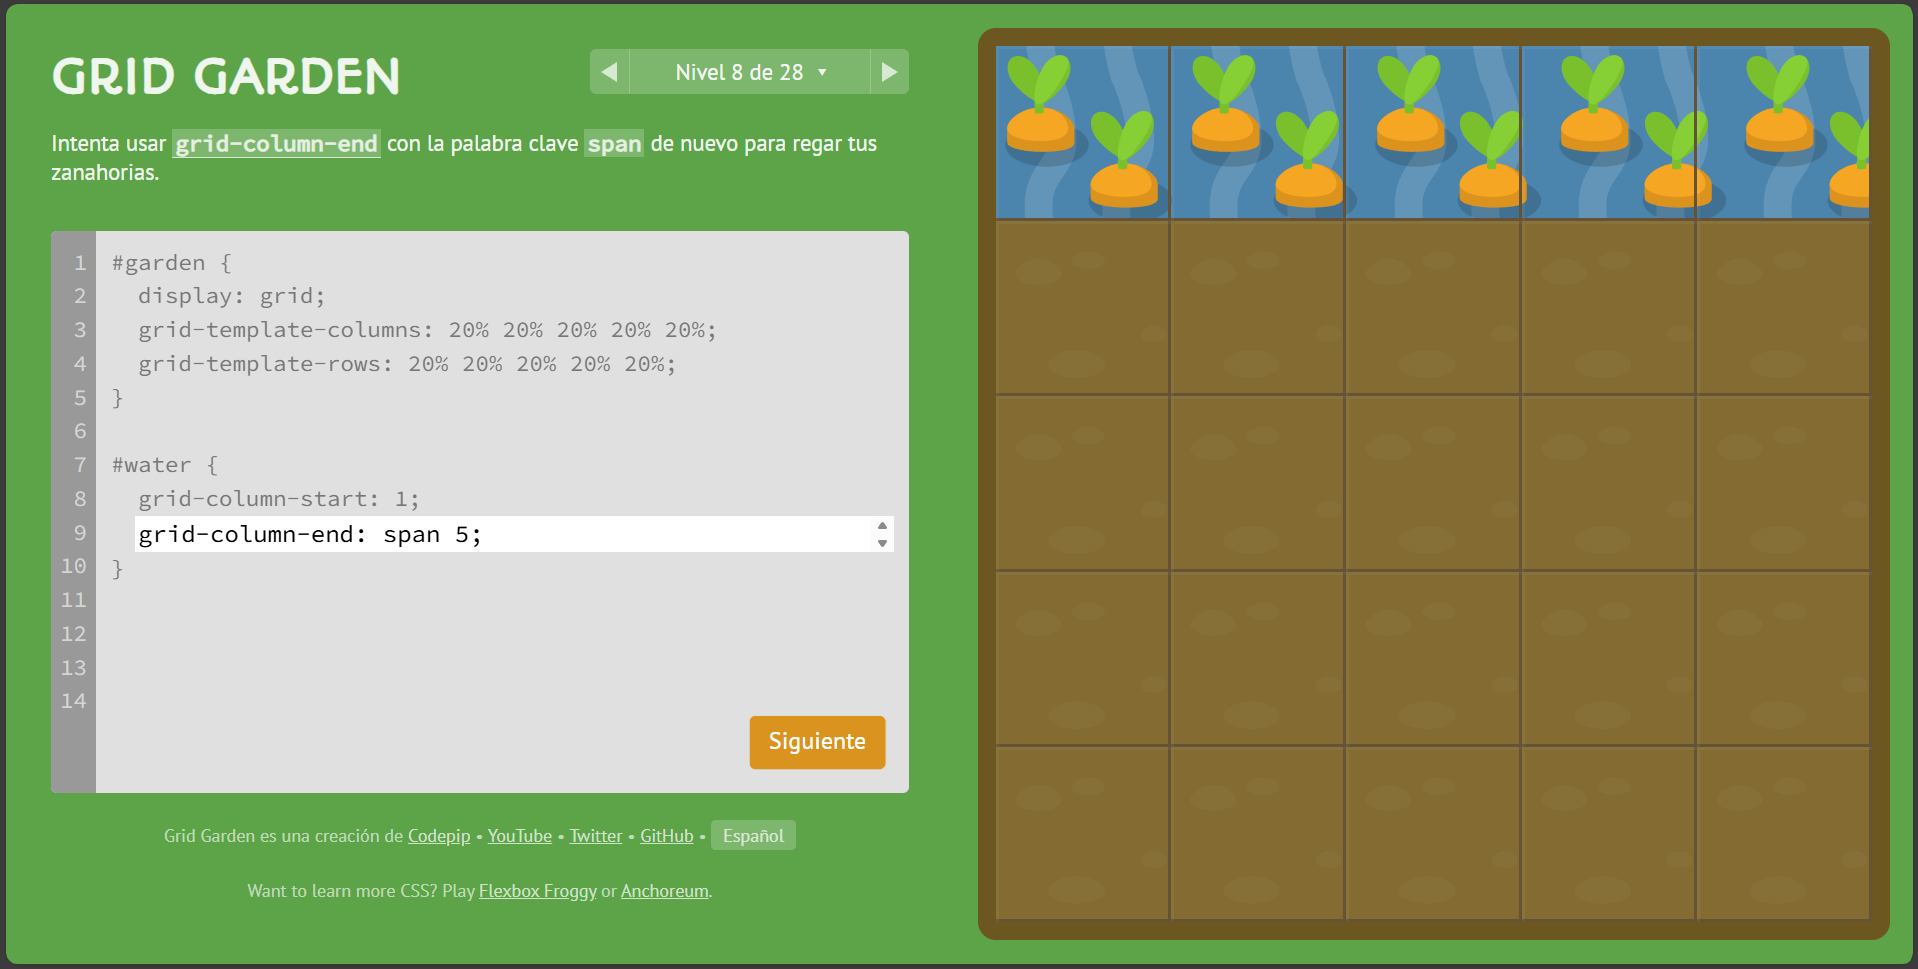 GRID GARDEN
Nivel 8 de 28
Intenta usar grid-column-end con la palabra clave span de nuevo para regar tus
zanahorias.
1 #garden {
2 display: grid;
3 grid-template-columns: 20% 20% 20% 20% 20%;
4 grid-template-rows: 20% 20% 20% 20% 20%;
5 }
6
7 #water {
8 grid-column-start: 1;
9 grid-column-end: span 5;
10 }
11
12
13
14
Siguiente
Grid Garden es una creación de Codepip • YouTube • Twitter • GitHub • Español
Want to learn more CSS? Play Flexbox Froggy or Anchoreum.